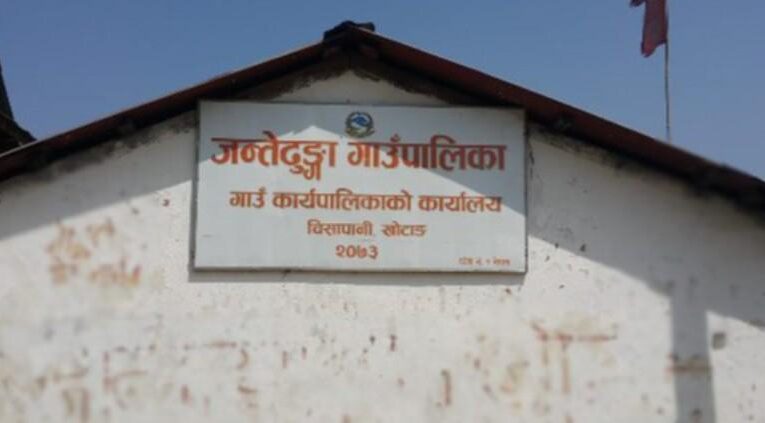 जन्तेढुङ्गा गाउँपालिका
गाउँ कार्यपालिकाको कार्यालय
चिसापानी, खोटाङ
२०७३